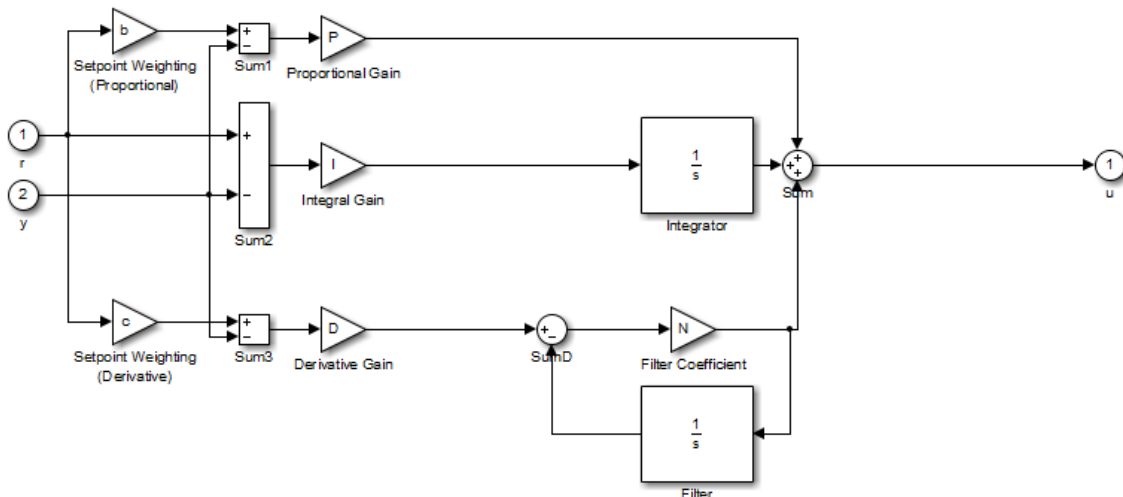 b
+
−
Sum1
P
Setpoint Weighting
(Proportional)
Proportional Gain
1
r
2
y
+
−
Sum2
I
Integral Gain
1
s
Integrator
+
+
+
Sum
1
u
c
Setpoint Weighting
(Derivative)
+
−
Sum3
D
Derivative Gain
+
−
SumD
N
Filter Coefficient
1
s
Filter